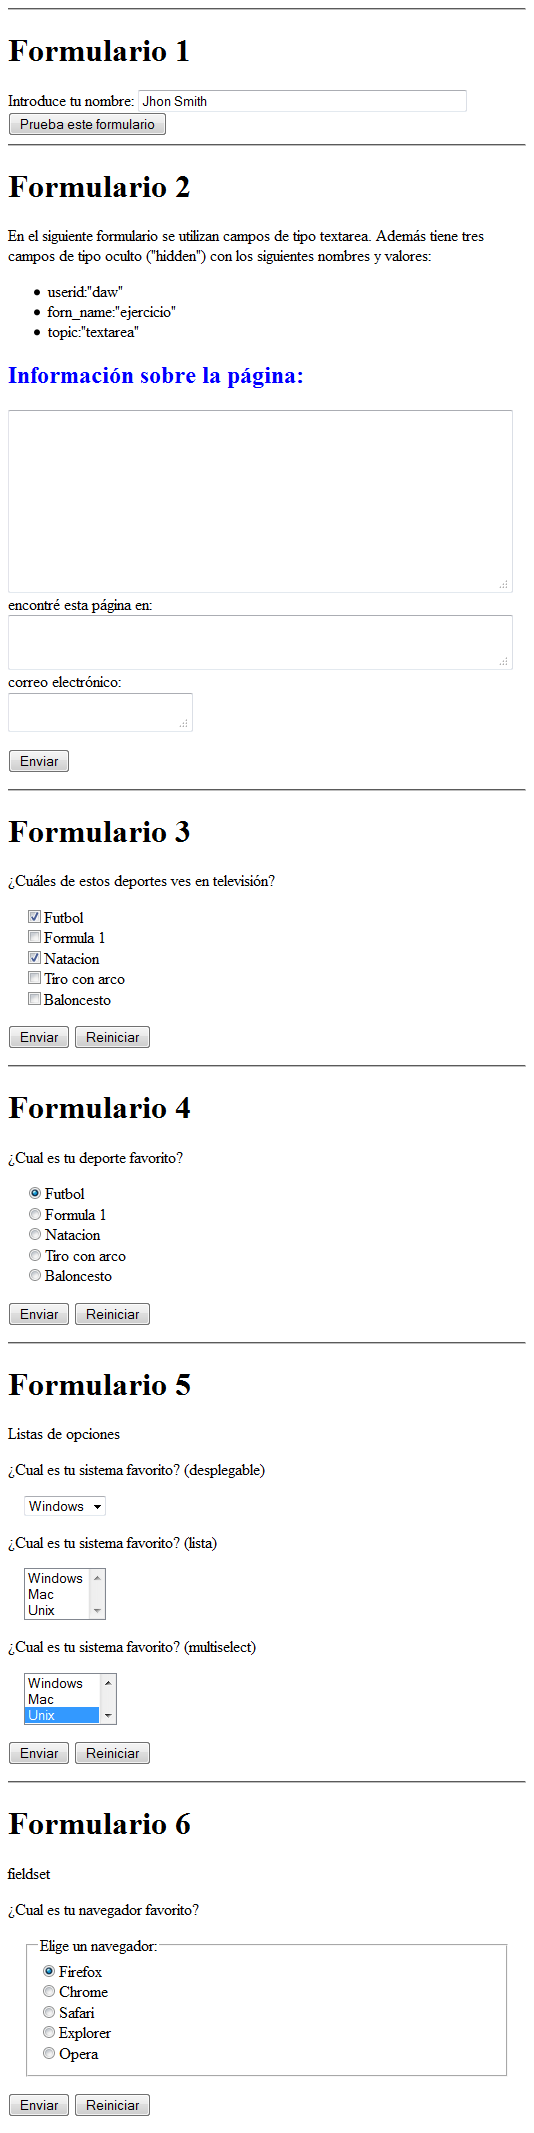 Formulario 1
Introduce tu nombre: Jhon Smith
Prueba este formulario
Formulario 2
En el siguiente formulario se utilizan campos de tipo textarea. Además tiene tres
campos de tipo oculto ("hidden") con los siguientes nombres y valores:
userid:"daw"
forn_name:"ejercicio"
topic:"textarea"
Información sobre la página:
encontré esta página en:
correo electrónico:
Enviar
Formulario 3
¿Cuáles de estos deportes ves en televisión?
Futbol
Formula 1
Natacion
Tiro con arco
Baloncesto
Enviar Reiniciar
Formulario 4
¿Cual es tu deporte favorito?
Futbol
Formula 1
Natacion
Tiro con arco
Baloncesto
Enviar Reiniciar
Formulario 5
Listas de opciones
¿Cual es tu sistema favorito? (desplegable)
Windows
¿Cual es tu sistema favorito? (lista)
Windows
Mac
Unix
¿Cual es tu sistema favorito? (multiselect)
Windows
Mac
Unix
Enviar Reiniciar
Formulario 6
fieldset
¿Cual es tu navegador favorito?
Elige un navegador:
Firefox
Chrome
Safari
Explorer
Opera
Enviar Reiniciar